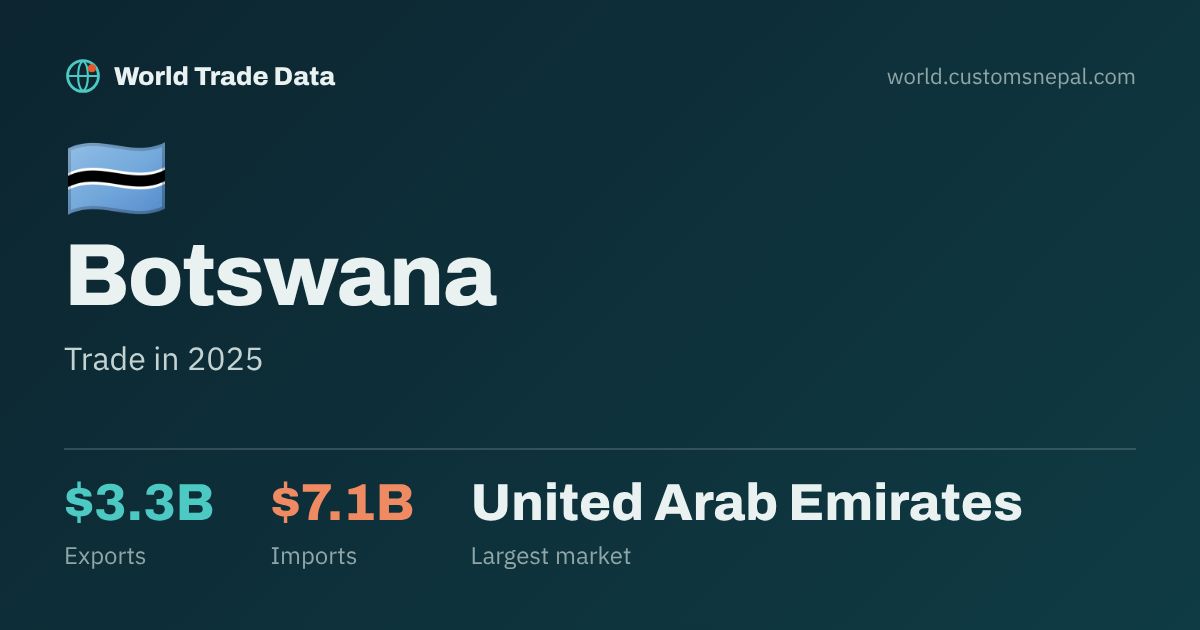 World Trade Data
world.customsnepal.com
Botswana
Trade in 2025
$3.3B
Exports
$7.1B
Imports
United Arab Emirates
Largest market